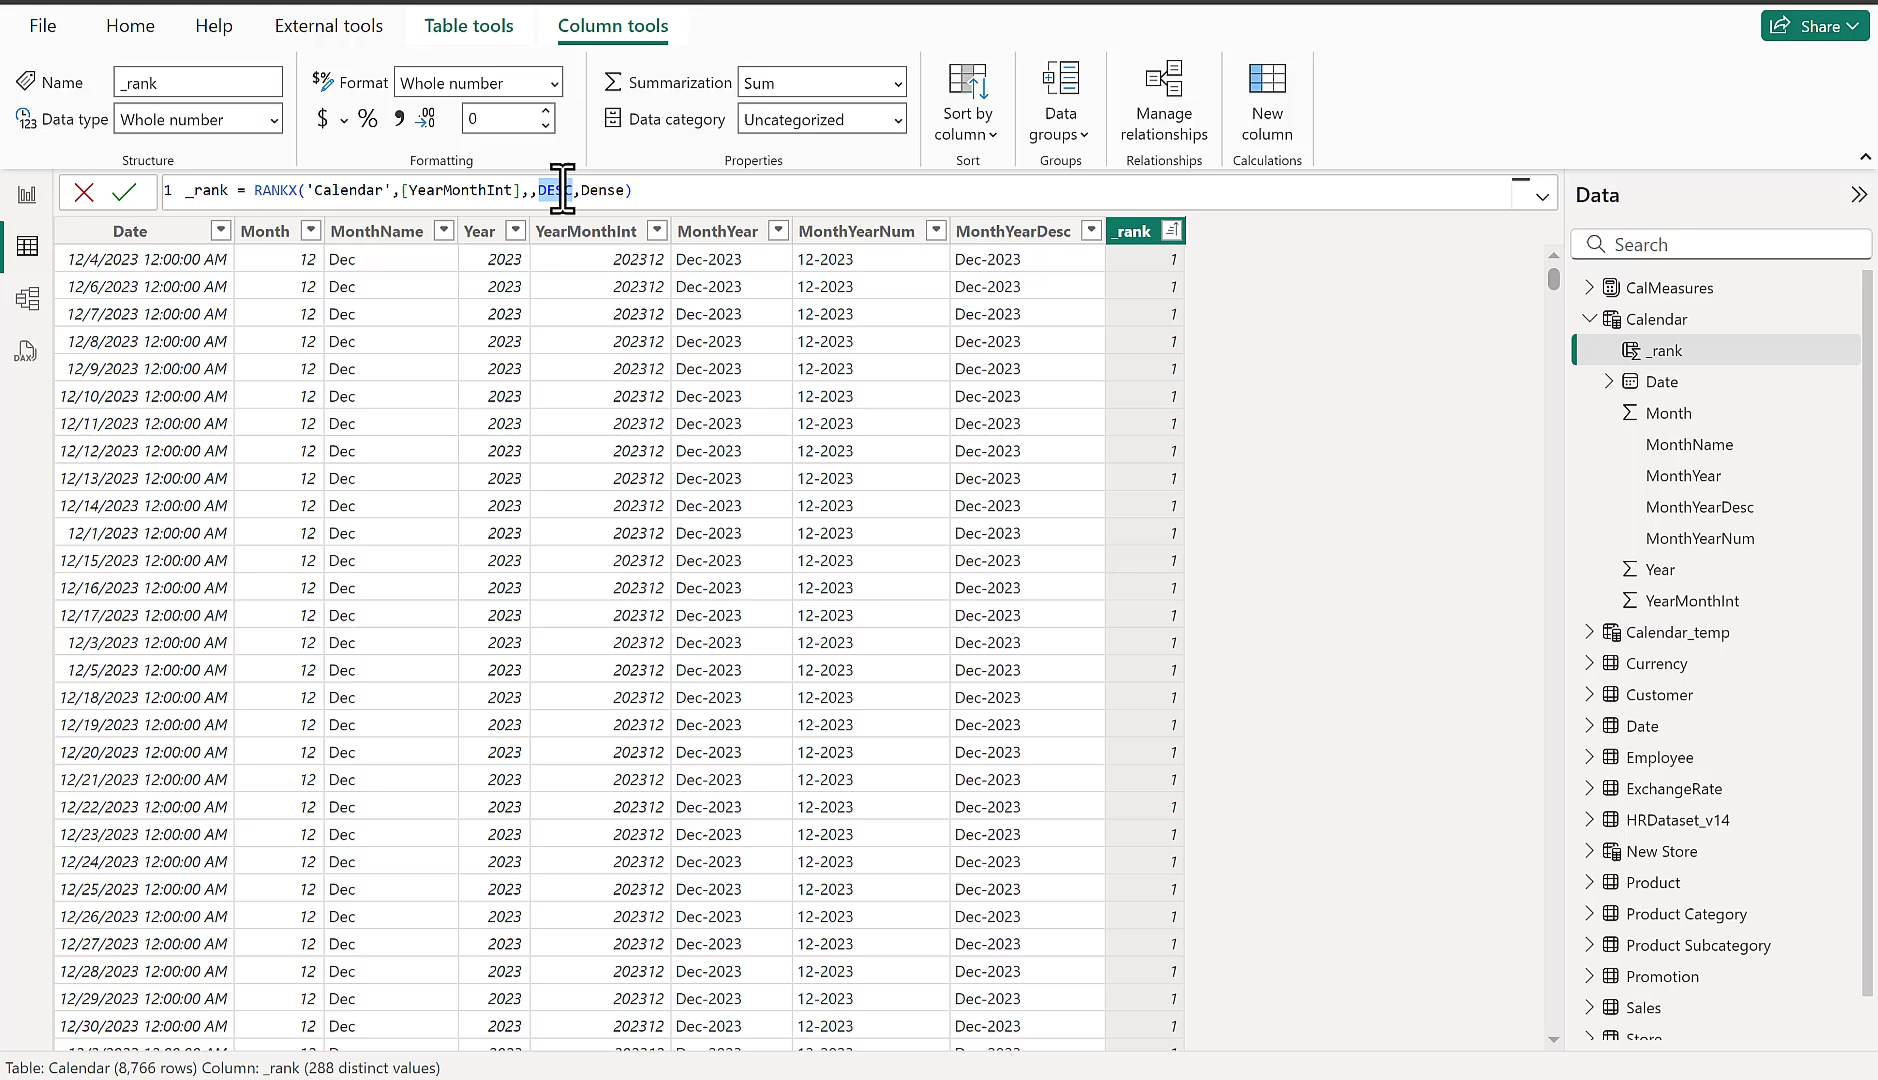 File Home Help External tools Table tools Column tools Share
Name _rank Format Whole number Summarization Sum Sort by column Data groups Manage relationships New column
Data type Whole number $ % 0 Data category Uncategorized
Structure Formatting Properties Sort Groups Relationships Calculations
1 _rank = RANKX('Calendar',[YearMonthInt],,DESC,Dense)
Date Month MonthName Year YearMonthInt MonthYear MonthYearNum MonthYearDesc _rank
12/4/2023 12:00:00 AM 12 Dec 2023 202312 Dec-2023 12-2023 Dec-2023 1
12/6/2023 12:00:00 AM 12 Dec 2023 202312 Dec-2023 12-2023 Dec-2023 1
12/7/2023 12:00:00 AM 12 Dec 2023 202312 Dec-2023 12-2023 Dec-2023 1
12/8/2023 12:00:00 AM 12 Dec 2023 202312 Dec-2023 12-2023 Dec-2023 1
12/9/2023 12:00:00 AM 12 Dec 2023 202312 Dec-2023 12-2023 Dec-2023 1
12/10/2023 12:00:00 AM 12 Dec 2023 202312 Dec-2023 12-2023 Dec-2023 1
12/11/2023 12:00:00 AM 12 Dec 2023 202312 Dec-2023 12-2023 Dec-2023 1
12/12/2023 12:00:00 AM 12 Dec 2023 202312 Dec-2023 12-2023 Dec-2023 1
12/13/2023 12:00:00 AM 12 Dec 2023 202312 Dec-2023 12-2023 Dec-2023 1
12/14/2023 12:00:00 AM 12 Dec 2023 202312 Dec-2023 12-2023 Dec-2023 1
12/1/2023 12:00:00 AM 12 Dec 2023 202312 Dec-2023 12-2023 Dec-2023 1
12/15/2023 12:00:00 AM 12 Dec 2023 202312 Dec-2023 12-2023 Dec-2023 1
12/16/2023 12:00:00 AM 12 Dec 2023 202312 Dec-2023 12-2023 Dec-2023 1
12/17/2023 12:00:00 AM 12 Dec 2023 202312 Dec-2023 12-2023 Dec-2023 1
12/3/2023 12:00:00 AM 12 Dec 2023 202312 Dec-2023 12-2023 Dec-2023 1
12/5/2023 12:00:00 AM 12 Dec 2023 202312 Dec-2023 12-2023 Dec-2023 1
12/18/2023 12:00:00 AM 12 Dec 2023 202312 Dec-2023 12-2023 Dec-2023 1
12/19/2023 12:00:00 AM 12 Dec 2023 202312 Dec-2023 12-2023 Dec-2023 1
12/20/2023 12:00:00 AM 12 Dec 2023 202312 Dec-2023 12-2023 Dec-2023 1
12/21/2023 12:00:00 AM 12 Dec 2023 202312 Dec-2023 12-2023 Dec-2023 1
12/22/2023 12:00:00 AM 12 Dec 2023 202312 Dec-2023 12-2023 Dec-2023 1
12/23/2023 12:00:00 AM 12 Dec 2023 202312 Dec-2023 12-2023 Dec-2023 1
12/24/2023 12:00:00 AM 12 Dec 2023 202312 Dec-2023 12-2023 Dec-2023 1
12/25/2023 12:00:00 AM 12 Dec 2023 202312 Dec-2023 12-2023 Dec-2023 1
12/26/2023 12:00:00 AM 12 Dec 2023 202312 Dec-2023 12-2023 Dec-2023 1
12/27/2023 12:00:00 AM 12 Dec 2023 202312 Dec-2023 12-2023 Dec-2023 1
12/28/2023 12:00:00 AM 12 Dec 2023 202312 Dec-2023 12-2023 Dec-2023 1
12/29/2023 12:00:00 AM 12 Dec 2023 202312 Dec-2023 12-2023 Dec-2023 1
12/30/2023 12:00:00 AM 12 Dec 2023 202312 Dec-2023 12-2023 Dec-2023 1
Data
Search
CalMeasures
Calendar
_rank
Date
Month
MonthName
MonthYear
MonthYearDesc
MonthYearNum
Year
YearMonthInt
Calendar_temp
Currency
Customer
Date
Employee
ExchangeRate
HRDataset_v14
New Store
Product
Product Category
Product Subcategory
Promotion
Sales
Store
DAX
Table: Calendar (8,766 rows) Column: _rank (288 distinct values)